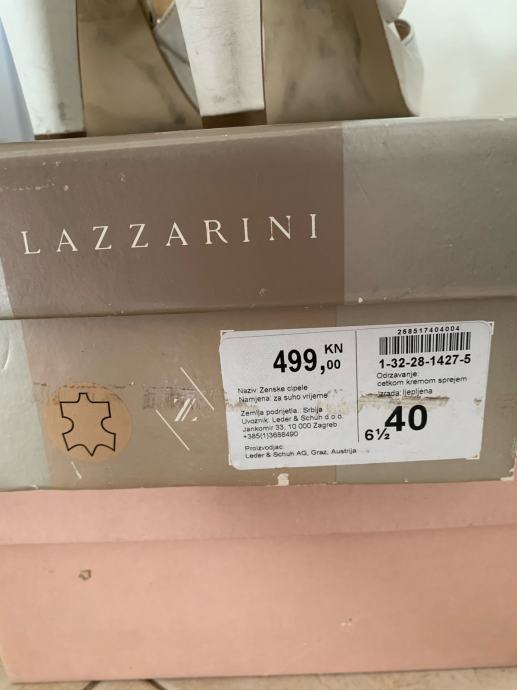 LAZZARINI
499,00 KN
Naziv: Zenske cipele
Namjena: za suho vrijeme
Zemlja podrijetla: Srbija
Uvoznik: Leder & Schuh d.o.o.
Jankomir 33, 10 000 Zagreb
+385(1)3688490
Proizvodjac:
Leder & Schuh AG, Graz, Austrija
268517404004
1-32-28-1427-5
Odrzavanje:
cetkom kremom sprejem
Izrada: ljepljena
6½ 40